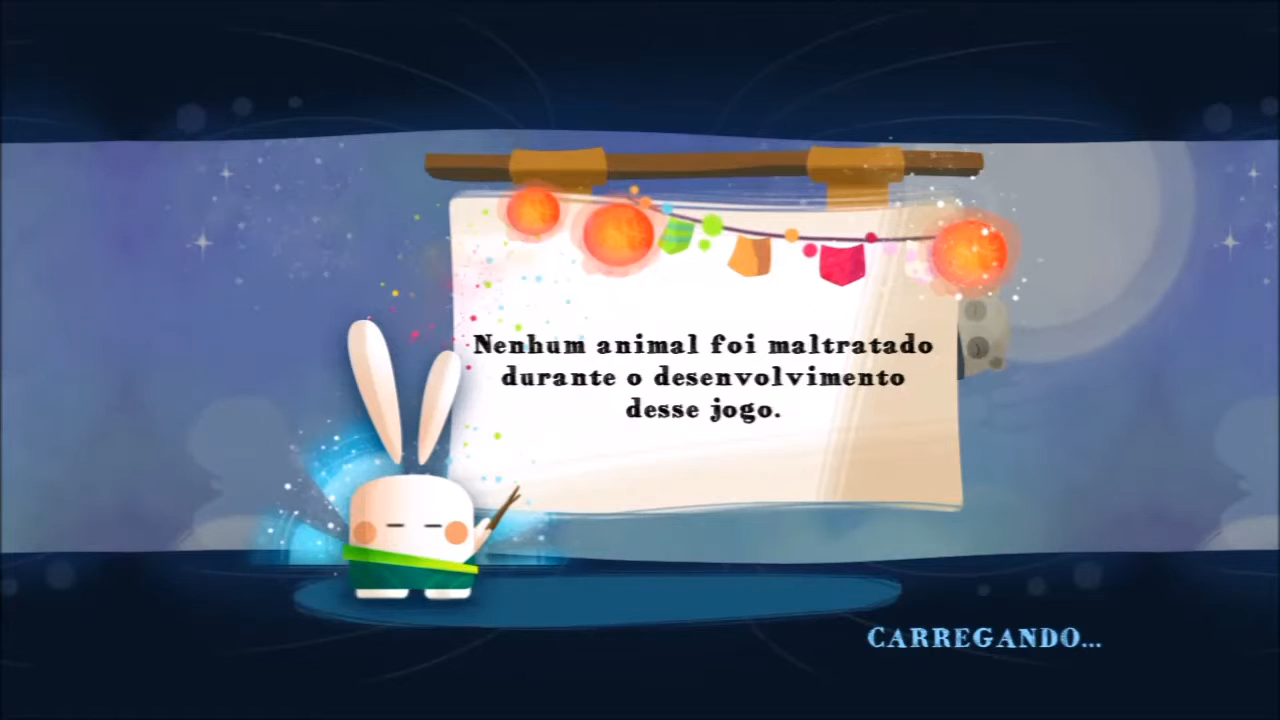 Nenhum animal foi maltratado
durante o desenvolvimento
desse jogo.
CARREGANDO...